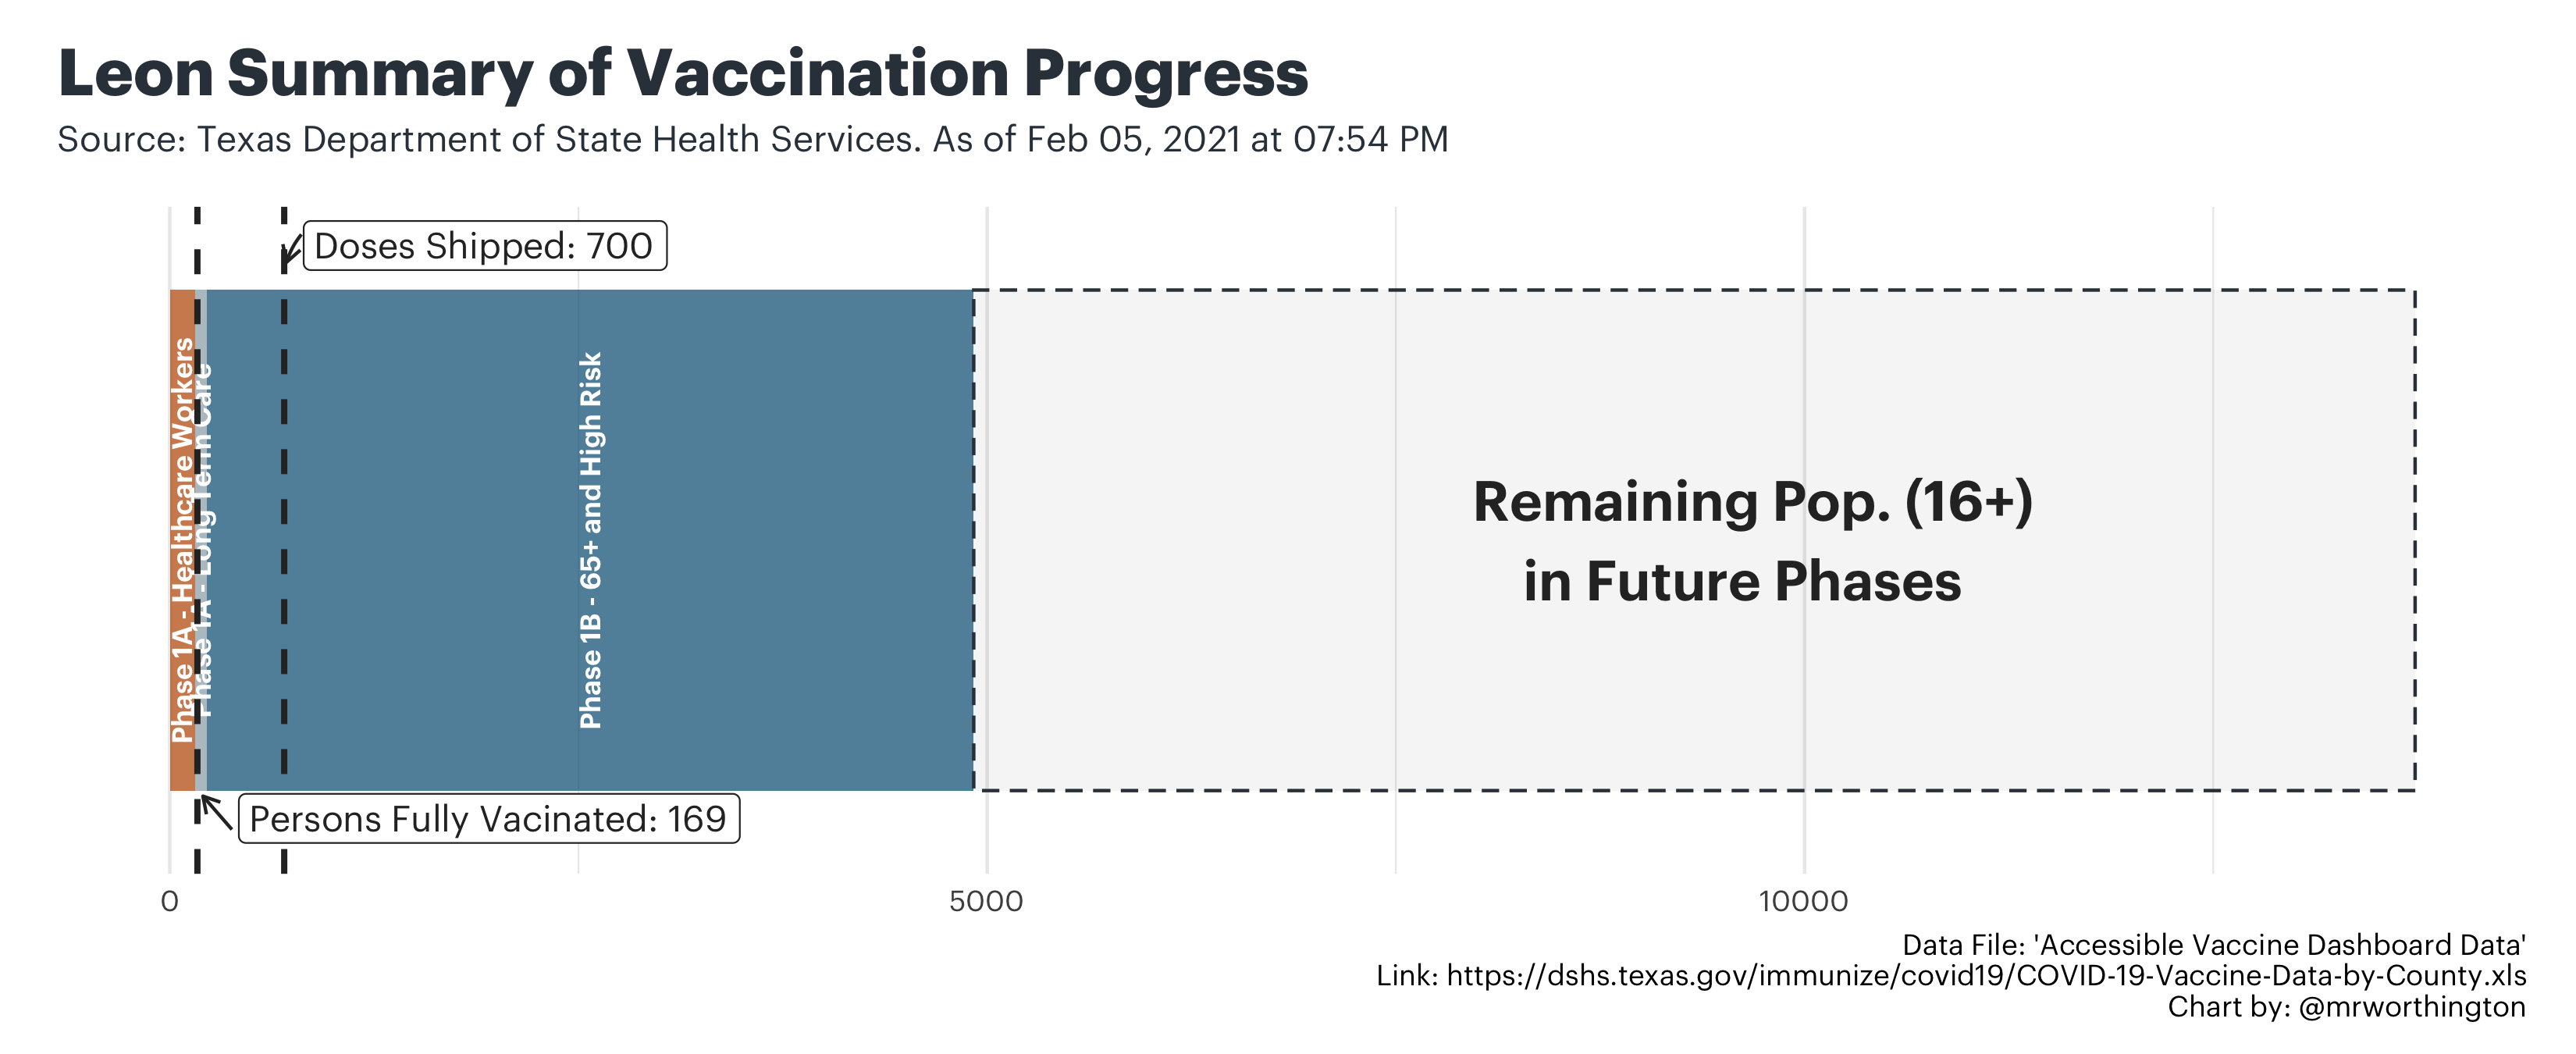 Leon Summary of Vaccination Progress
Source: Texas Department of State Health Services. As of Feb 05, 2021 at 07:54 PM
Doses Shipped: 700
Phase 1A - Healthcare Workers
Phase 1A - Long Term Care
Phase 1B - 65+ and High Risk
Remaining Pop. (16+)
in Future Phases
Persons Fully Vacinated: 169
0
5000
10000
Data File: 'Accessible Vaccine Dashboard Data'
Link: https://dshs.texas.gov/immunize/covid19/COVID-19-Vaccine-Data-by-County.xls
Chart by: @mrworthington